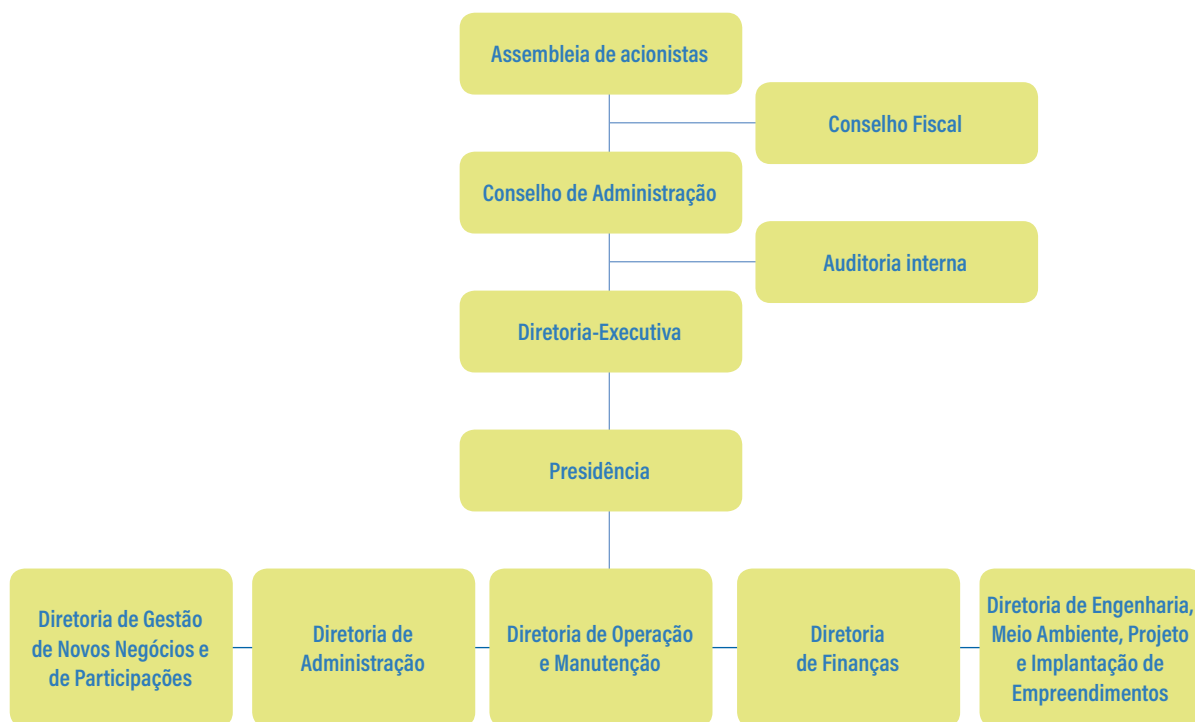 Assembleia de acionistas
Conselho Fiscal
Conselho de Administração
Auditoria interna
Diretoria-Executiva
Presidência
Diretoria de Gestão
de Novos Negócios e
de Participações
Diretoria de
Administração
Diretoria de Operação
e Manutenção
Diretoria
de Finanças
Diretoria de Engenharia,
Meio Ambiente, Projeto
e Implantação de
Empreendimentos